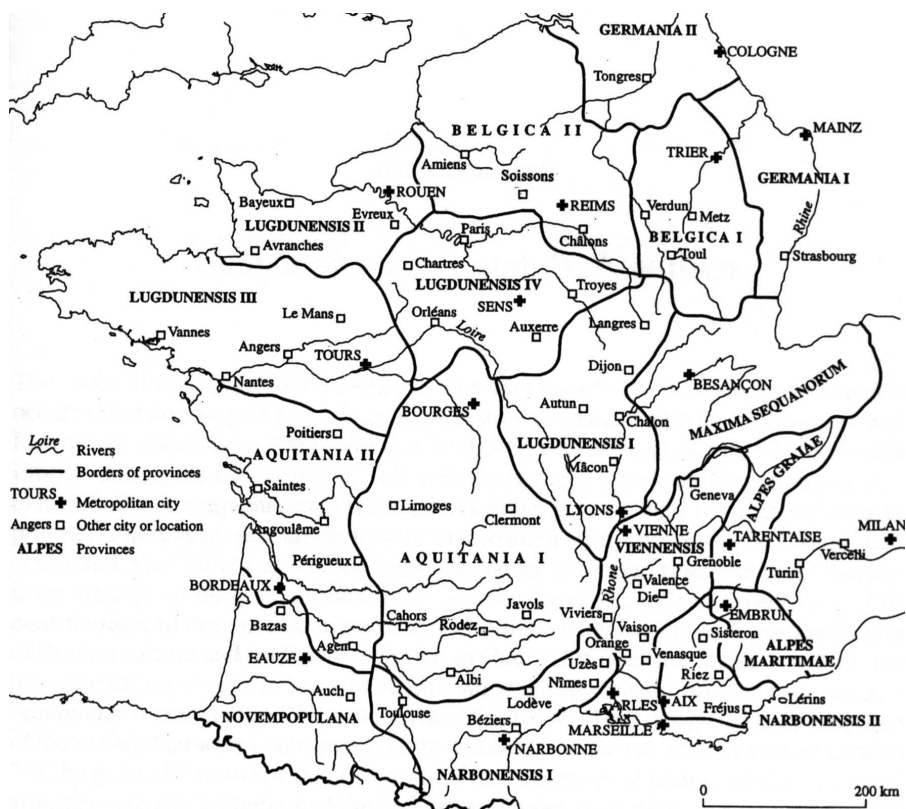 GERMANIA II
COLOGNE
Tongres
BELGICA II
MAINZ
TRIER
Amiens
Soissons
GERMANIA I
ROUEN
REIMS
Bayeux
Verdun
Metz
LUGDUNENSIS II
Evreux
Rhine
Paris
Châlons
BELGICA I
Avranches
Toul
Strasbourg
Chartres
LUGDUNENSIS IV
LUGDUNENSIS III
Troyes
SENS
Le Mans
Orléans
Loire
Langres
Vannes
Auxerre
Angers
TOURS
Dijon
Nantes
BESANÇON
BOURGES
Autun
MAXIMA SEQUANORUM
Chalon
Poitiers
LUGDUNENSIS I
Loire
Rivers
AQUITANIA II
Mâcon
Borders of provinces
Saintes
Geneva
ALPES GRAIAE
TOURS
Metropolitan city
Limoges
Clermont
LYONS
Angers
Other city or location
Angoulême
VIENNE
MILAN
ALPES
Provinces
VIENNENSIS
TARENTAISE
Vercelli
Périgueux
AQUITANIA I
Grenoble
Turin
BORDEAUX
Rhone
Valence
Die
Javols
EMBRUN
Bazas
Cahors
Rodez
Viviers
Vaison
Sisteron
Agen
Orange
ALPES
MARITIMAE
EAUZE
Uzès
Venasque
Albi
Nîmes
Riez
Auch
Lérins
Toulouse
Lodève
ARLES
AIX
Fréjus
NOVEMPOPULANA
Béziers
MARSEILLE
NARBONENSIS II
NARBONNE
NARBONENSIS I
0
200 km